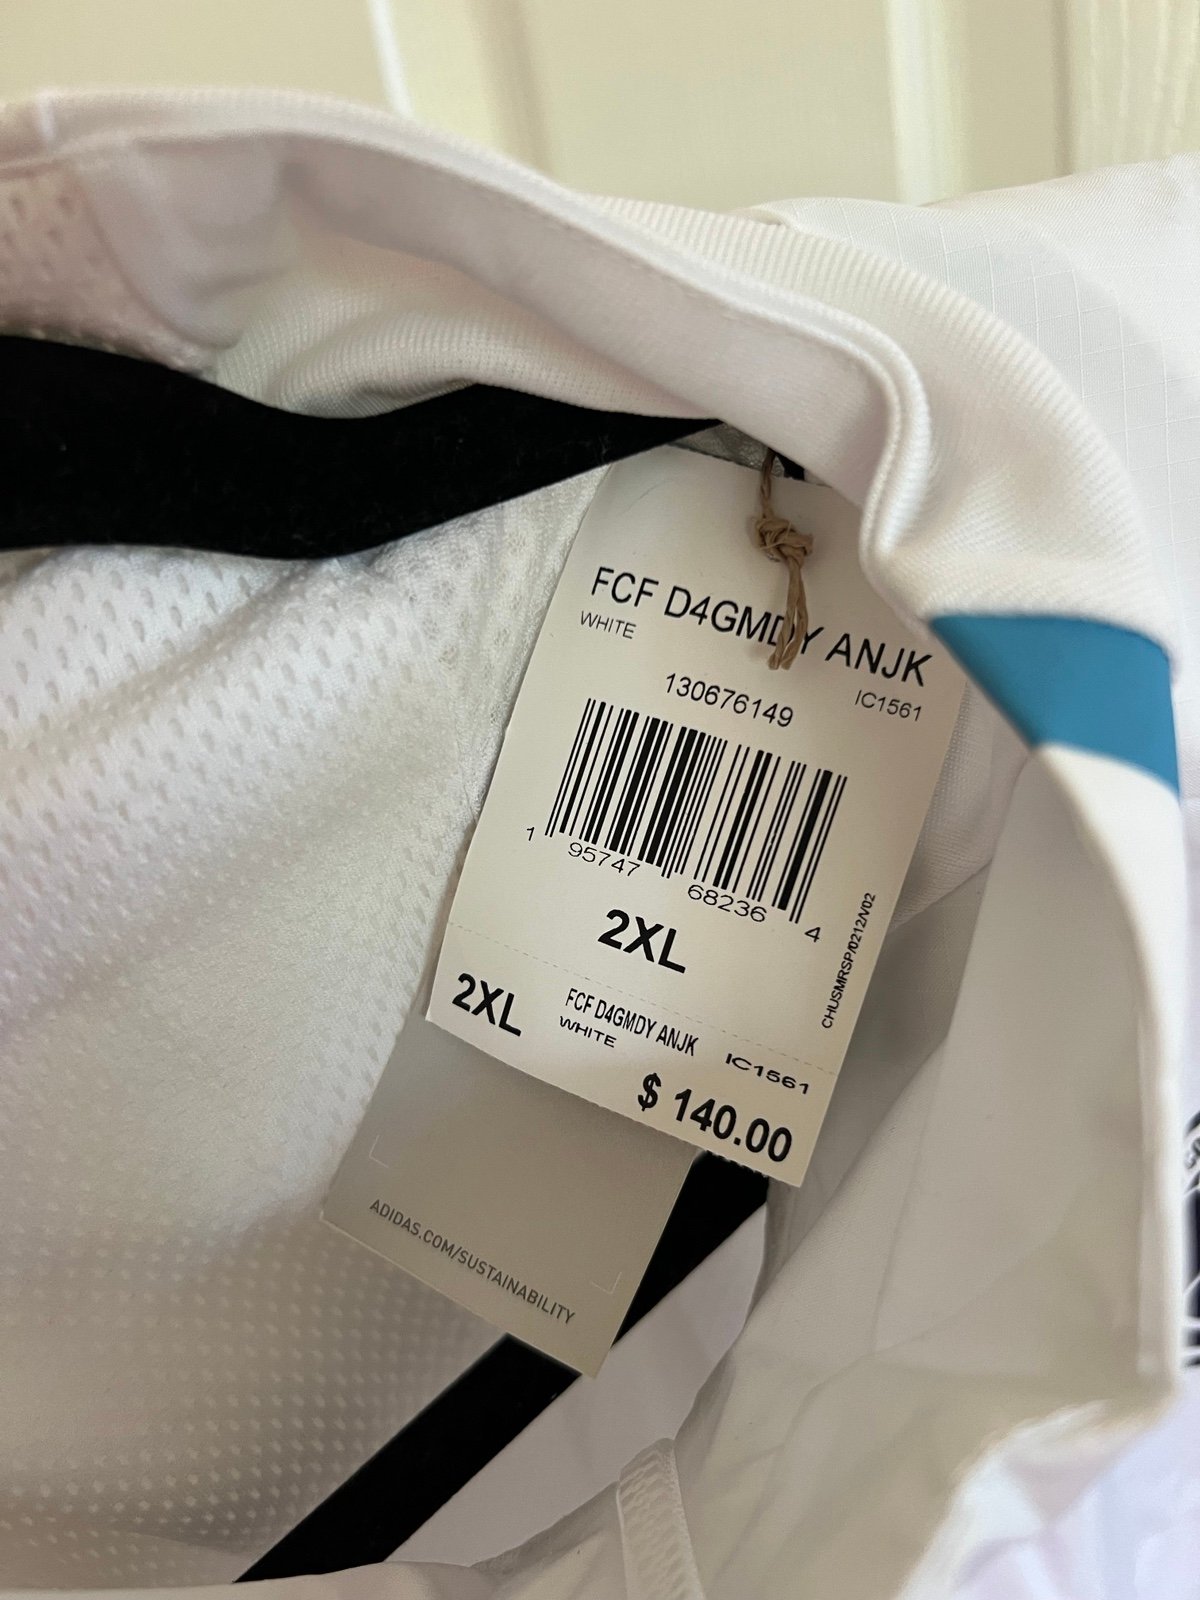 FCF D4GMDY ANJK
WHITE
IC1561
130676149
1 95747 68236 4
2XL
CHUSMRSP/0212/V02
2XL
FCF D4GMDY ANJK
WHITE
IC1561
$ 140.00
ADIDAS.COM/SUSTAINABILITY